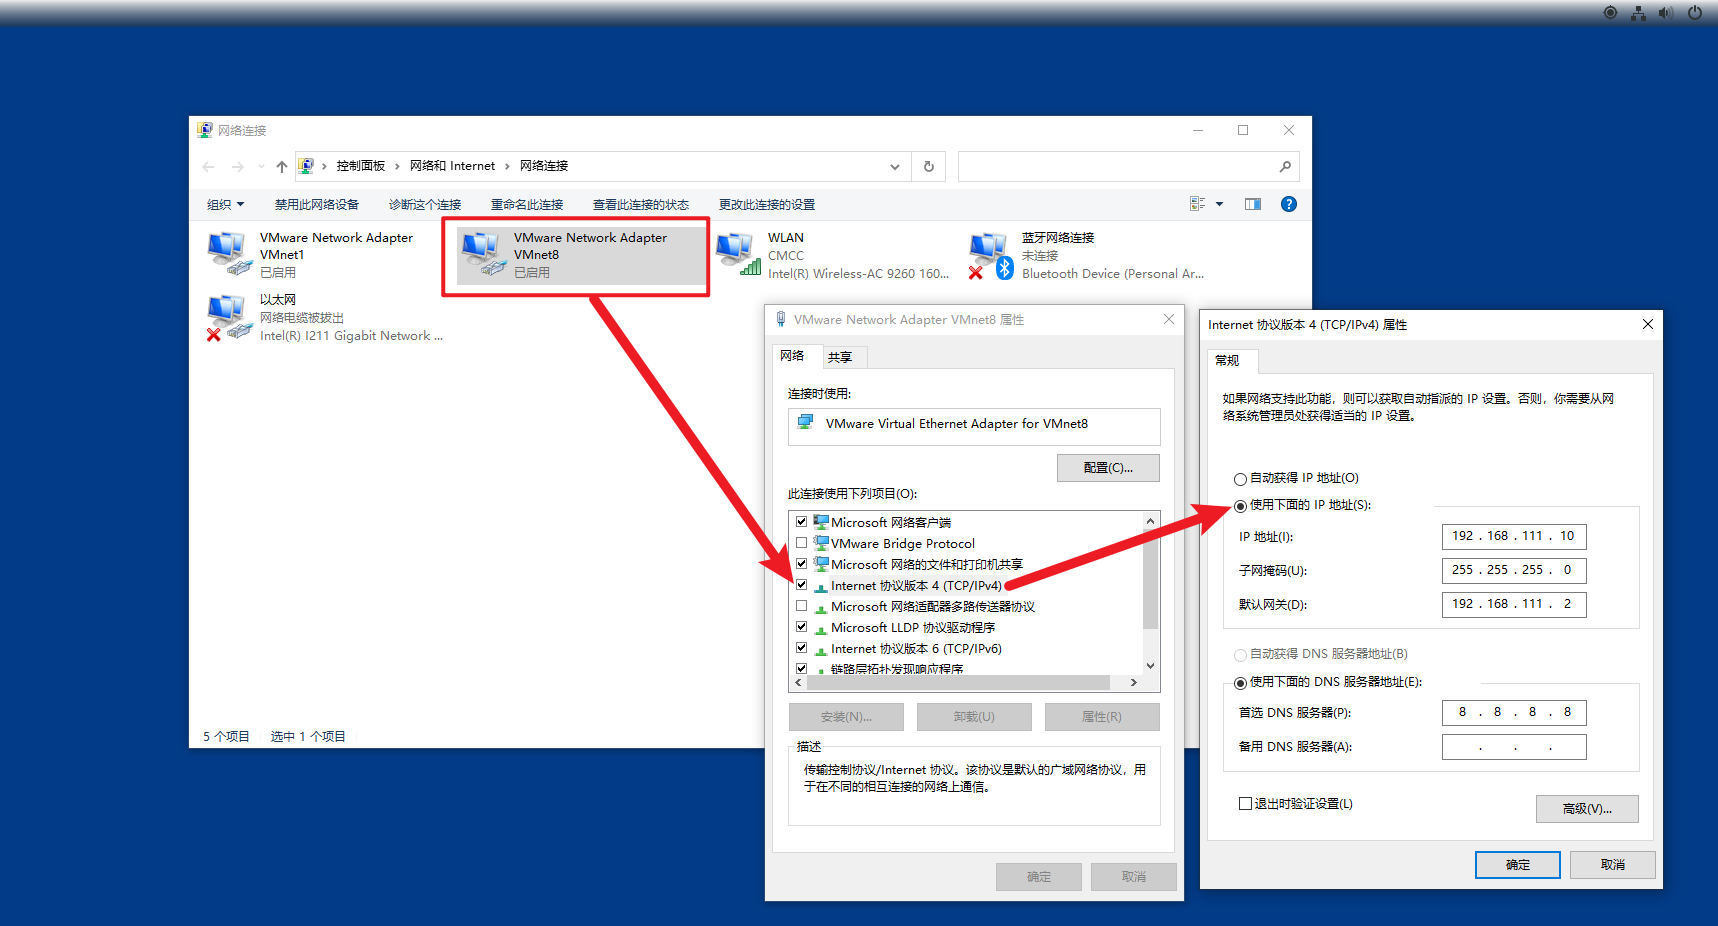 网络连接
控制面板 › 网络和 Internet › 网络连接
组织 禁用此网络设备 诊断这个连接 重命名此连接 查看此连接的状态 更改此连接的设置
VMware Network Adapter
VMnet1
已启用
VMware Network Adapter
VMnet8
已启用
WLAN
CMCC
Intel(R) Wireless-AC 9260 160...
蓝牙网络连接
未连接
Bluetooth Device (Personal Ar...
以太网
网络电缆被拔出
Intel(R) I211 Gigabit Network ...
5 个项目 选中 1 个项目
VMware Network Adapter VMnet8 属性
网络 共享
连接时使用:
VMware Virtual Ethernet Adapter for VMnet8
配置(C)...
此连接使用下列项目(O):
Microsoft 网络客户端
VMware Bridge Protocol
Microsoft 网络的文件和打印机共享
Internet 协议版本 4 (TCP/IPv4)
Microsoft 网络适配器多路传送器协议
Microsoft LLDP 协议驱动程序
Internet 协议版本 6 (TCP/IPv6)
链路层拓扑发现响应程序
安装(N)... 卸载(U) 属性(R)
描述
传输控制协议/Internet 协议。该协议是默认的广域网络协议，用
于在不同的相互连接的网络上通信。
确定 取消
Internet 协议版本 4 (TCP/IPv4) 属性
常规
如果网络支持此功能，则可以获取自动指派的 IP 设置。否则，你需要从网
络系统管理员处获得适当的 IP 设置。
自动获得 IP 地址(O)
使用下面的 IP 地址(S):
IP 地址(I): 192 . 168 . 111 . 10
子网掩码(U): 255 . 255 . 255 . 0
默认网关(D): 192 . 168 . 111 . 2
自动获得 DNS 服务器地址(B)
使用下面的 DNS 服务器地址(E):
首选 DNS 服务器(P): 8 . 8 . 8 . 8
备用 DNS 服务器(A): . . .
退出时验证设置(L)
高级(V)...
确定 取消